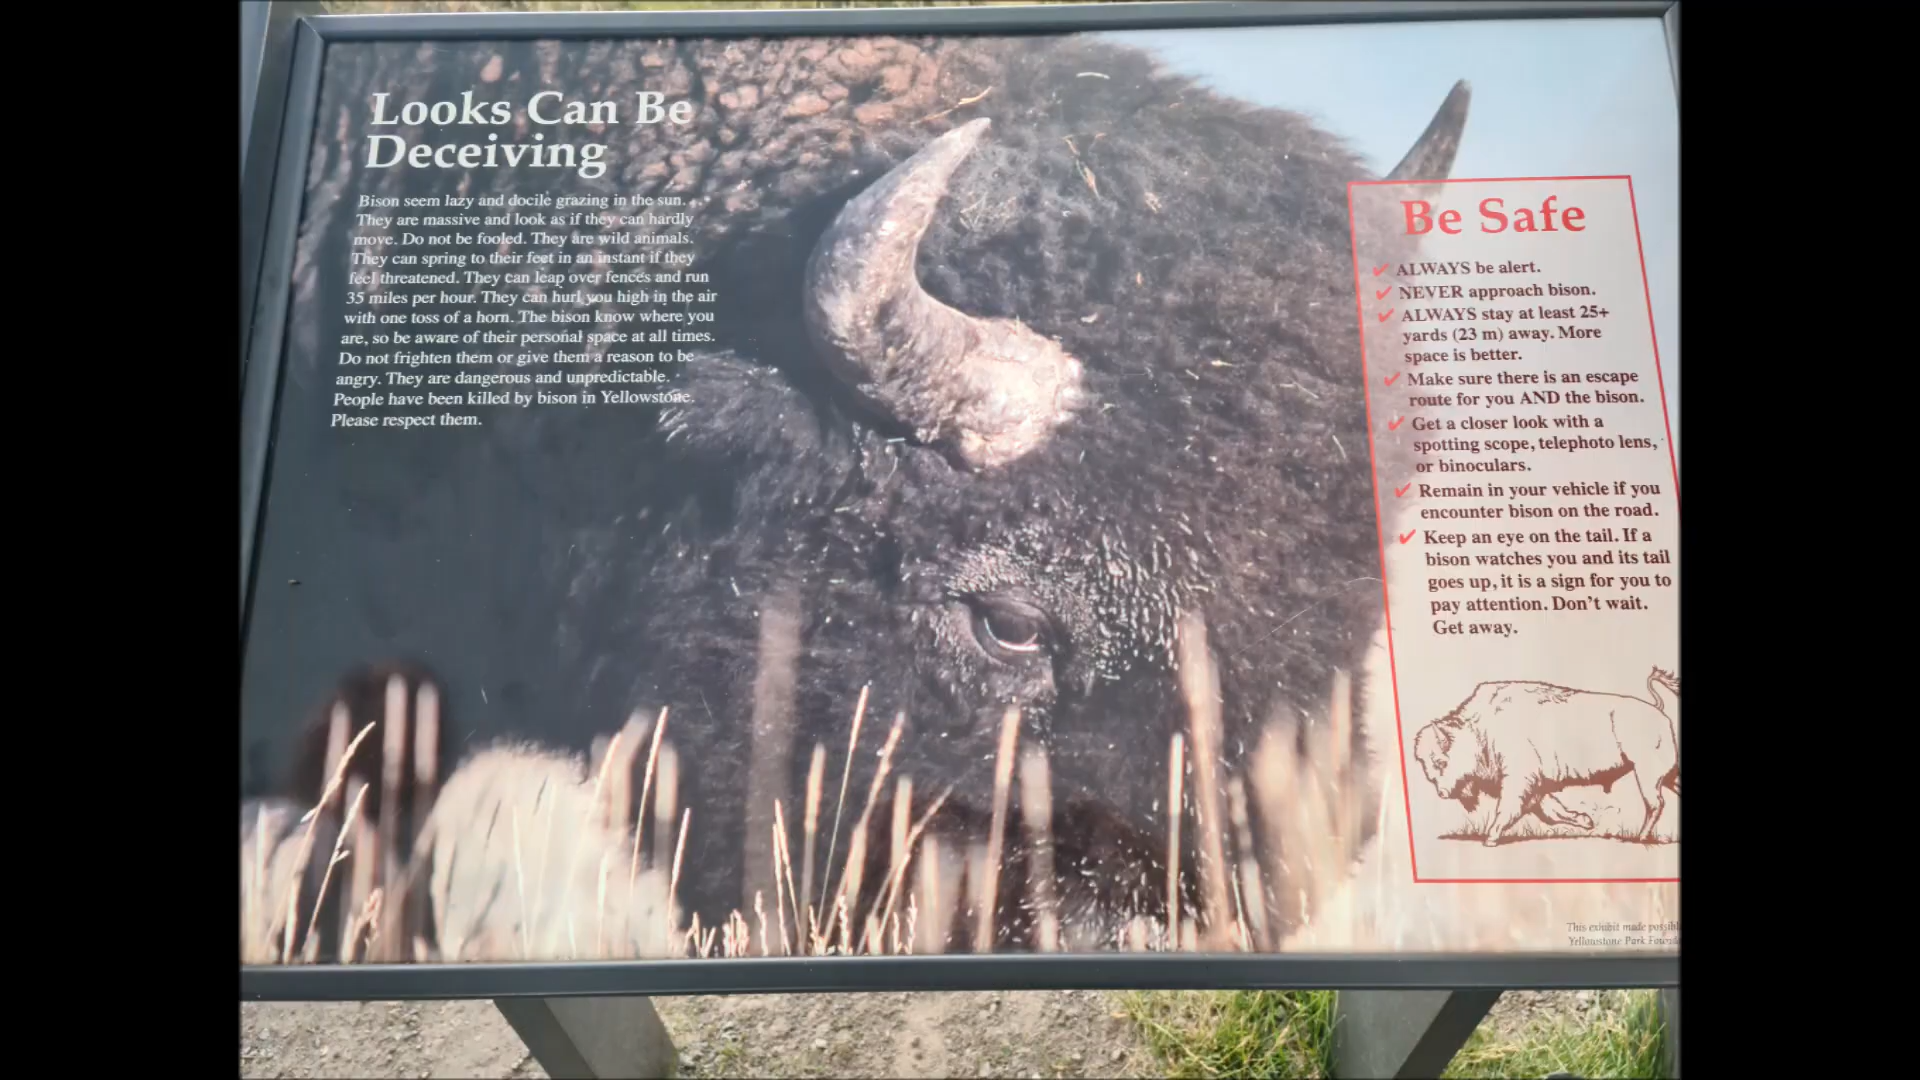 Looks Can Be
Deceiving
Bison seem lazy and docile grazing in the sun. . .
They are massive and look as if they can hardly
move. Do not be fooled. They are wild animals.
They can spring to their feet in an instant if they
feel threatened. They can leap over fences and run
35 miles per hour. They can hurl you high in the air
with one toss of a horn. The bison know where you
are, so be aware of their personal space at all times.
Do not frighten them or give them a reason to be
angry. They are dangerous and unpredictable.
People have been killed by bison in Yellowstone.
Please respect them.
Be Safe
✓ ALWAYS be alert.
✓ NEVER approach bison.
✓ ALWAYS stay at least 25+
yards (23 m) away. More
space is better.
✓ Make sure there is an escape
route for you AND the bison.
✓ Get a closer look with a
spotting scope, telephoto lens,
or binoculars.
✓ Remain in your vehicle if you
encounter bison on the road.
✓ Keep an eye on the tail. If a
bison watches you and its tail
goes up, it is a sign for you to
pay attention. Don't wait.
Get away.
This exhibit made
Yellowstone Park